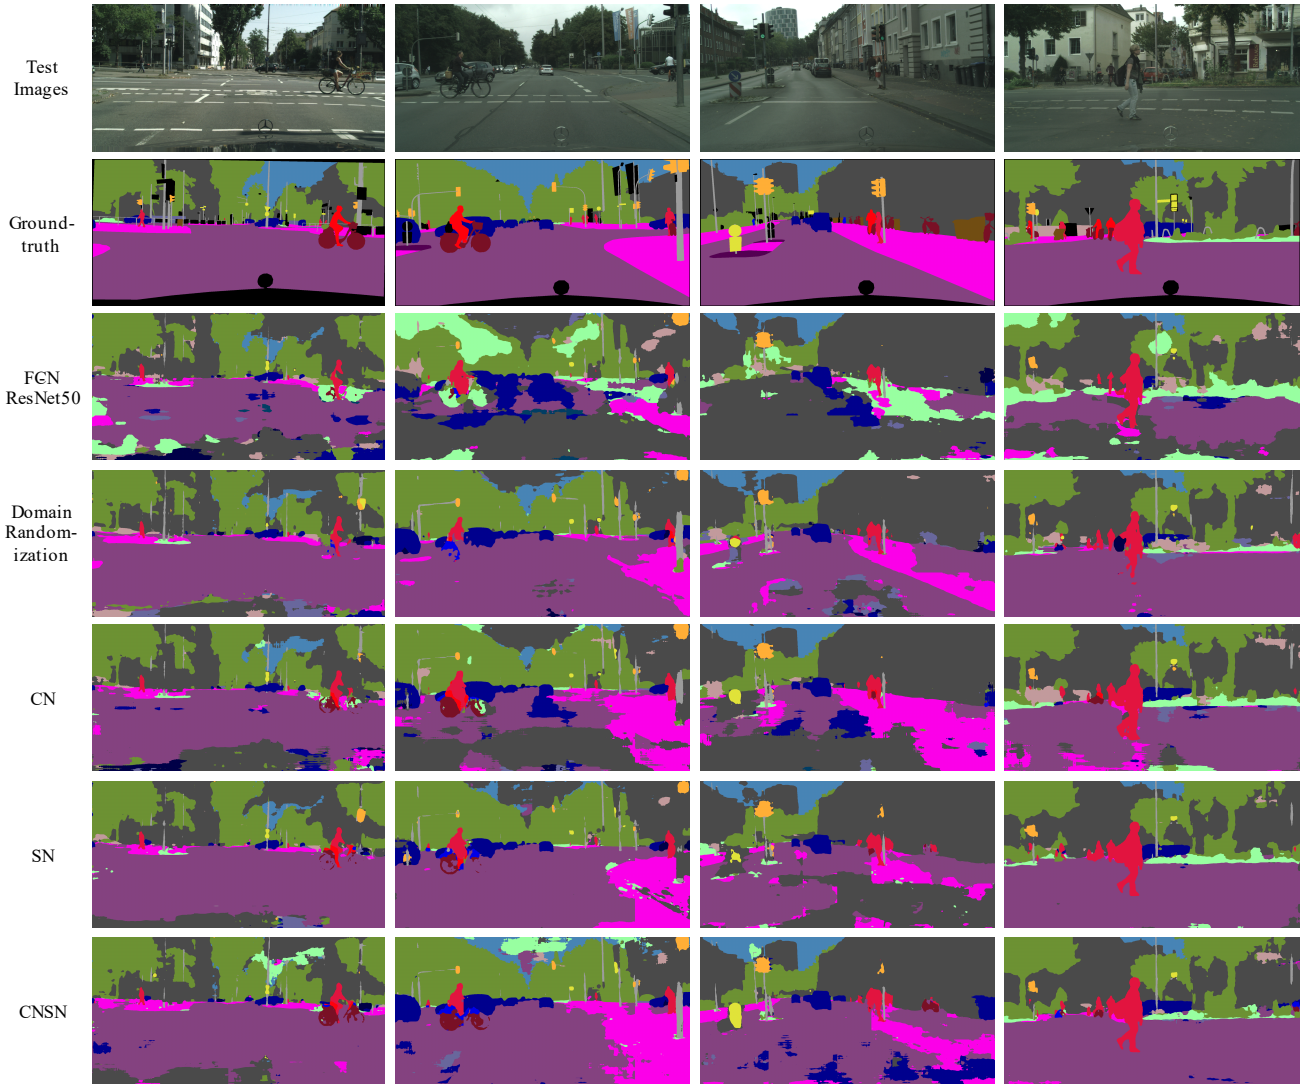 Test
Images
Ground-
truth
FCN
ResNet50
Domain
Random-
ization
CN
SN
CNSN